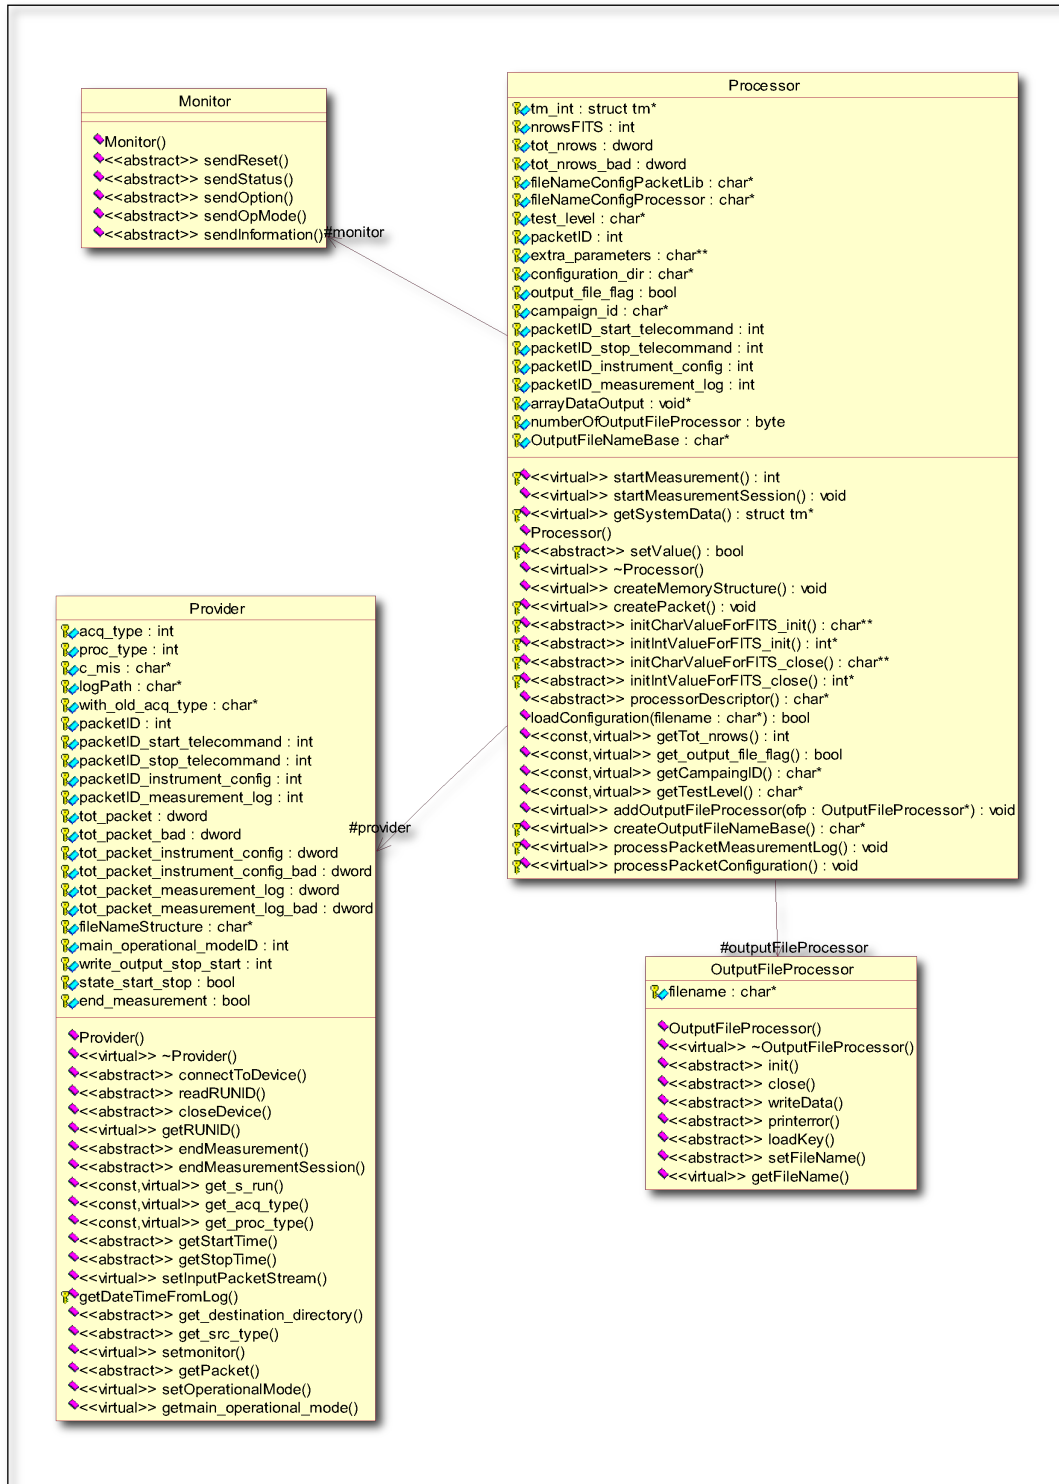 Monitor
Monitor()
<<abstract>> sendReset()
<<abstract>> sendStatus()
<<abstract>> sendOption()
<<abstract>> sendOpMode()
<<abstract>> sendInformation()
#monitor
Processor
tm_int : struct tm*
nrowsFITS : int
tot_nrows : dword
tot_nrows_bad : dword
fileNameConfigPacketLib : char*
fileNameConfigProcessor : char*
test_level : char*
packetID : int
extra_parameters : char**
configuration_dir : char*
output_file_flag : bool
campaign_id : char*
packetID_start_telecommand : int
packetID_stop_telecommand : int
packetID_instrument_config : int
packetID_measurement_log : int
arrayDataOutput : void*
numberOfOutputFileProcessor : byte
OutputFileNameBase : char*
<<virtual>> startMeasurement() : int
<<virtual>> startMeasurementSession() : void
<<virtual>> getSystemData() : struct tm*
Processor()
<<abstract>> setValue() : bool
<<virtual>> ~Processor()
<<virtual>> createMemoryStructure() : void
<<virtual>> createPacket() : void
<<abstract>> initCharValueForFITS_init() : char**
<<abstract>> initIntValueForFITS_init() : int*
<<abstract>> initCharValueForFITS_close() : char**
<<abstract>> initIntValueForFITS_close() : int*
<<abstract>> processorDescriptor() : char*
loadConfiguration(filename : char*) : bool
<<const,virtual>> getTot_nrows() : int
<<const,virtual>> get_output_file_flag() : bool
<<const,virtual>> getCampaingID() : char*
<<const,virtual>> getTestLevel() : char*
<<virtual>> addOutputFileProcessor(ofp : OutputFileProcessor*) : void
<<virtual>> createOutputFileNameBase() : char*
<<virtual>> processPacketMeasurementLog() : void
<<virtual>> processPacketConfiguration() : void
Provider
acq_type : int
proc_type : int
c_mis : char*
logPath : char*
with_old_acq_type : char*
packetID : int
packetID_start_telecommand : int
packetID_stop_telecommand : int
packetID_instrument_config : int
packetID_measurement_log : int
tot_packet : dword
tot_packet_bad : dword
tot_packet_instrument_config : dword
tot_packet_instrument_config_bad : dword
tot_packet_measurement_log : dword
tot_packet_measurement_log_bad : dword
fileNameStructure : char*
main_operational_modeID : int
write_output_stop_start : int
state_start_stop : bool
end_measurement : bool
Provider()
<<virtual>> ~Provider()
<<abstract>> connectToDevice()
<<abstract>> readRUNID()
<<abstract>> closeDevice()
<<virtual>> getRUNID()
<<abstract>> endMeasurement()
<<abstract>> endMeasurementSession()
<<const,virtual>> get_s_run()
<<const,virtual>> get_acq_type()
<<const,virtual>> get_proc_type()
<<abstract>> getStartTime()
<<abstract>> getStopTime()
<<virtual>> setInputPacketStream()
getDateTimeFromLog()
<<abstract>> get_destination_directory()
<<abstract>> get_src_type()
<<virtual>> setmonitor()
<<abstract>> getPacket()
<<virtual>> setOperationalMode()
<<virtual>> getmain_operational_mode()
#provider
#outputFileProcessor
OutputFileProcessor
filename : char*
OutputFileProcessor()
<<virtual>> ~OutputFileProcessor()
<<abstract>> init()
<<abstract>> close()
<<abstract>> writeData()
<<abstract>> printerror()
<<abstract>> loadKey()
<<abstract>> setFileName()
<<virtual>> getFileName()